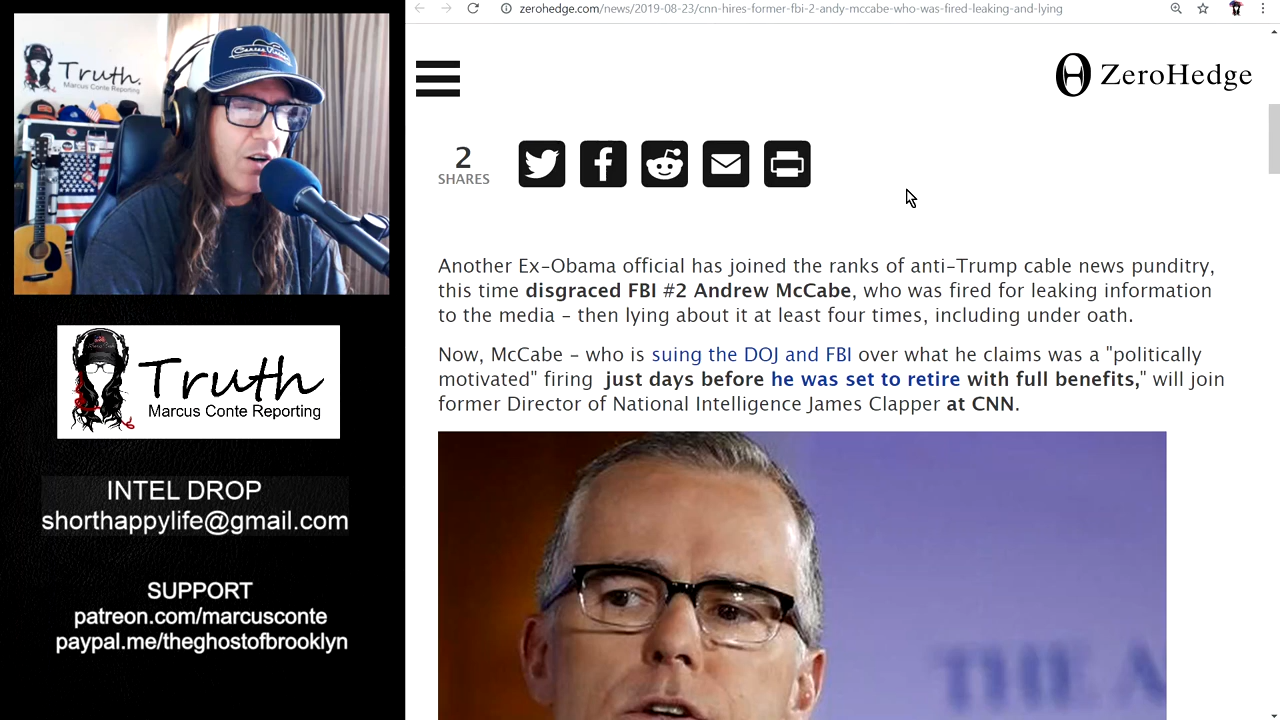 Truth.
Marcus Conte Reporting
Truth
Marcus Conte Reporting
INTEL DROP
shorthappylife@gmail.com
SUPPORT
patreon.com/marcusconte
paypal.me/theghostofbrooklyn
zerohedge.com/news/2019-08-23/cnn-hires-former-fbi-2-andy-mccabe-who-was-fired-leaking-and-lying
ZeroHedge
2
SHARES
Another Ex-Obama official has joined the ranks of anti-Trump cable news punditry,
this time disgraced FBI #2 Andrew McCabe, who was fired for leaking information
to the media – then lying about it at least four times, including under oath.
Now, McCabe – who is suing the DOJ and FBI over what he claims was a "politically
motivated" firing just days before he was set to retire with full benefits," will join
former Director of National Intelligence James Clapper at CNN.
THE A